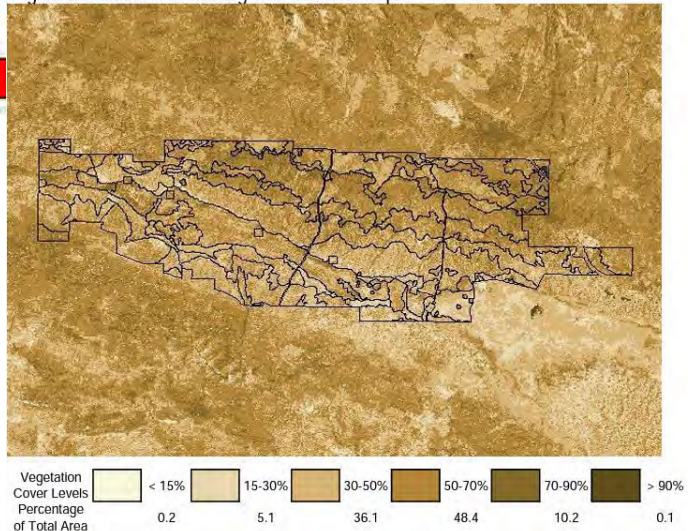 Vegetation
Cover Levels
< 15% 15-30% 30-50% 50-70% 70-90% > 90%
Percentage
of Total Area
0.2 5.1 36.1 48.4 10.2 0.1